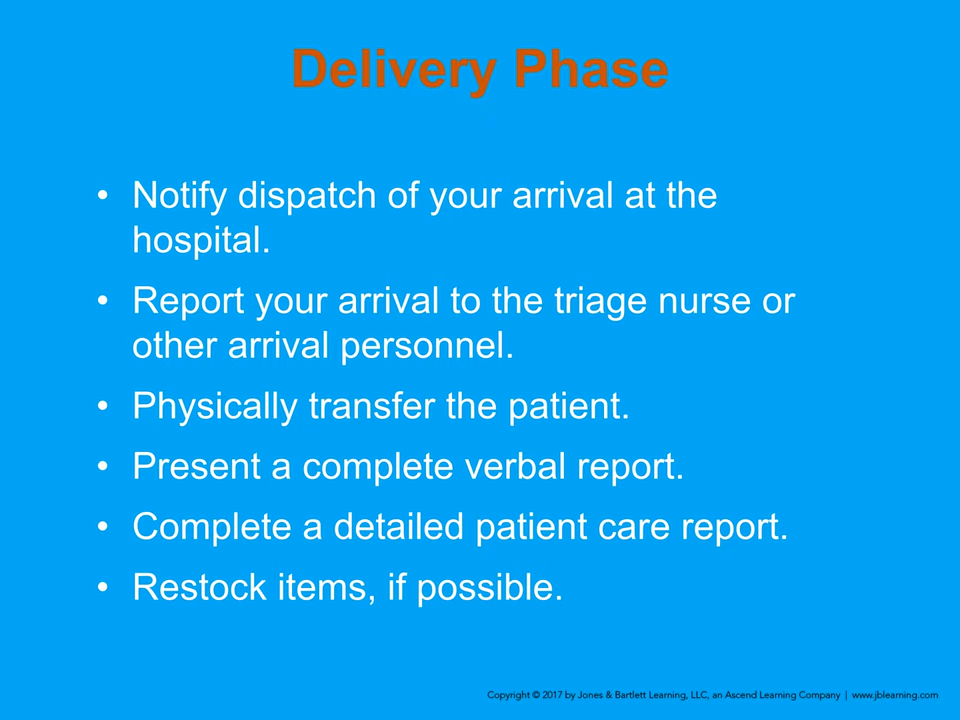 Delivery Phase
• Notify dispatch of your arrival at the
hospital.
• Report your arrival to the triage nurse or
other arrival personnel.
• Physically transfer the patient.
• Present a complete verbal report.
• Complete a detailed patient care report.
• Restock items, if possible.
Copyright © 2017 by Jones & Bartlett Learning, LLC, an Ascend Learning Company | www.jblearning.com